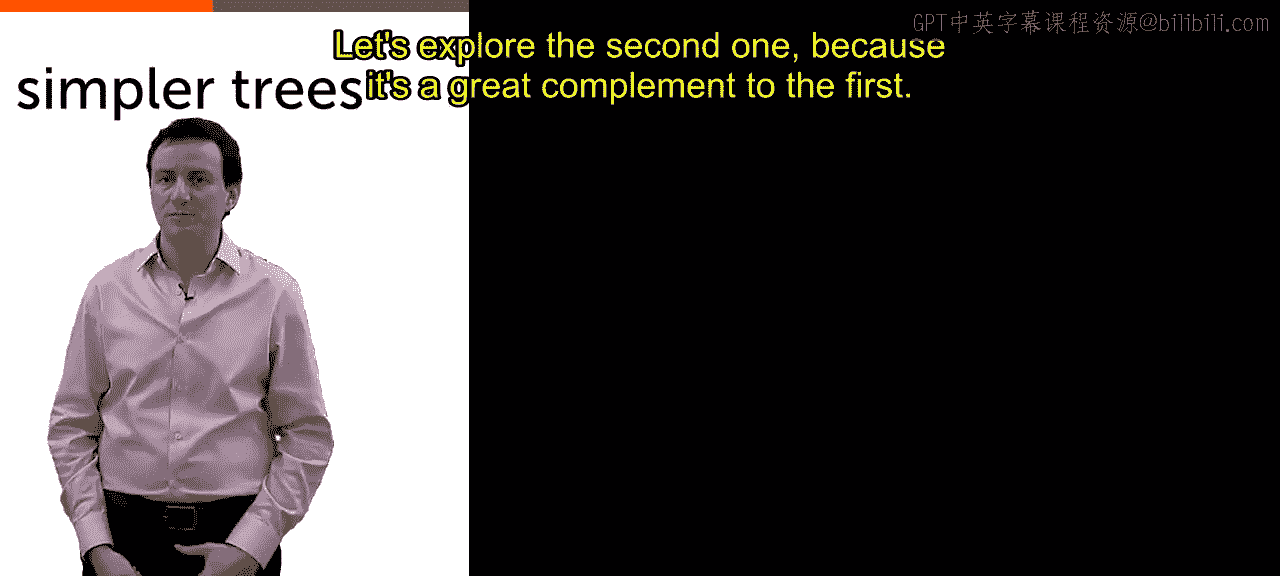 GPT中英字幕课程资源@bilibili.com
Let's explore the second one, because
it's a great complement to the first.
simpler trees